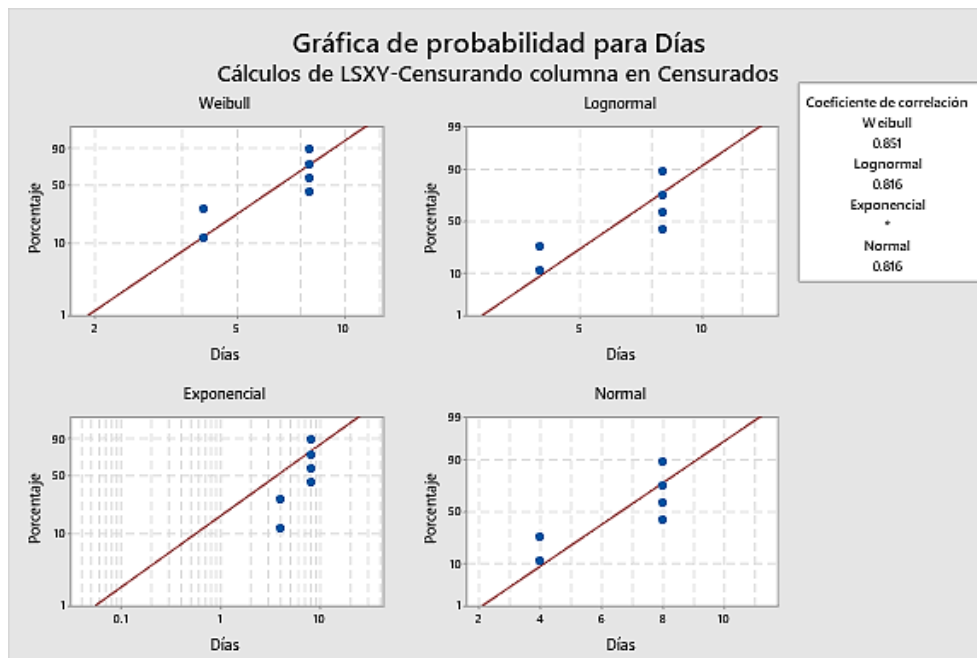 Gráfica de probabilidad para Días
Cálculos de LSXY-Censurando columna en Censurados
Weibull
90
50
10
1
Porcentaje
2
5
10
Días
Lognormal
99
90
50
10
1
Porcentaje
5
10
Días
Coeficiente de correlación
Weibull
0.851
Lognormal
0.816
Exponencial
*
Normal
0.816
Exponencial
90
50
10
1
Porcentaje
0.1
1
10
Días
Normal
99
90
50
10
1
Porcentaje
2
4
6
8
10
Días